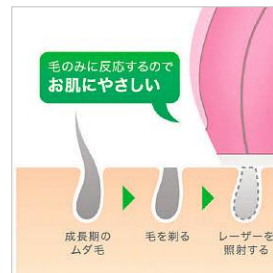 毛のみに反応するので
お肌にやさしい
成長期の
ムダ毛
毛を剃る
レーザーを
照射する